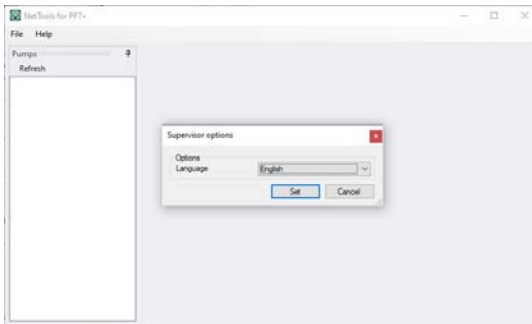 NetTools for PF7+
File Help
Pumps
Refresh
Supervisor options
Options
Language English
Set Cancel